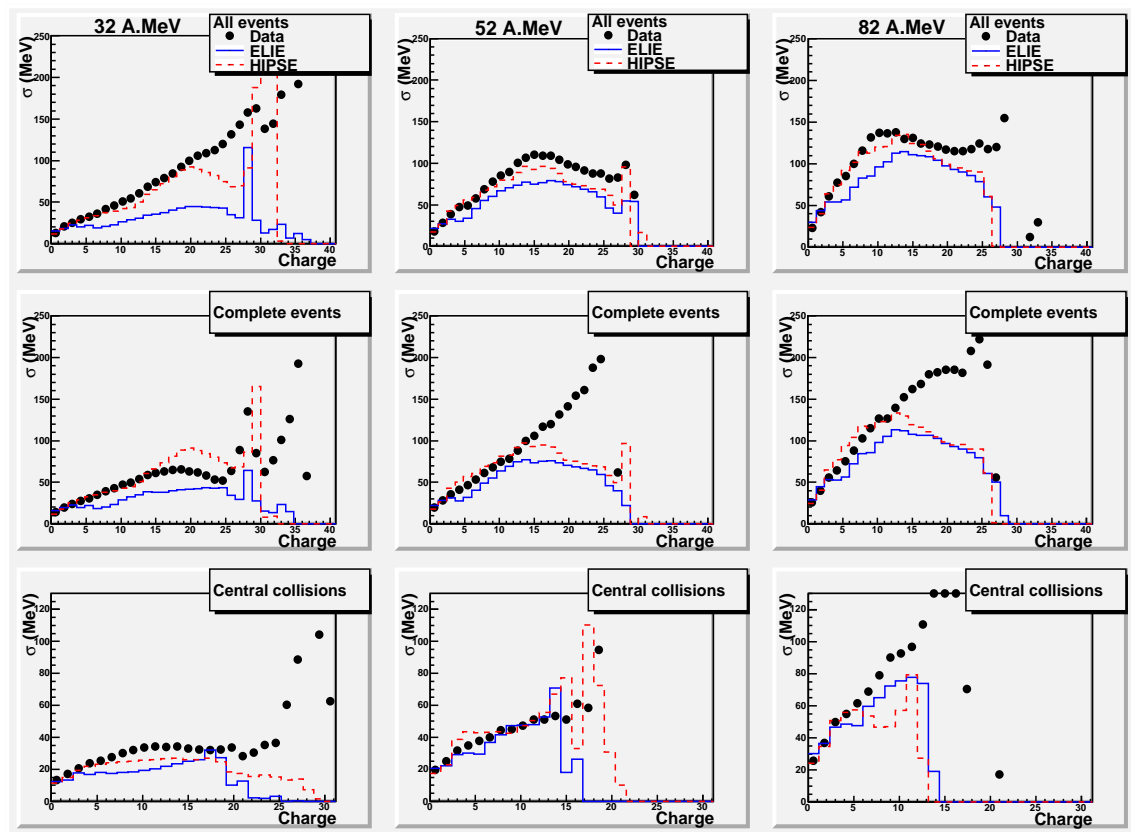 32 A.MeV
All events
Data
ELIE
HIPSE
σ (MeV)
250
200
150
100
50
0
0 5 10 15 20 25 30 35 40
Charge
52 A.MeV
All events
Data
ELIE
HIPSE
σ (MeV)
250
200
150
100
50
0
0 5 10 15 20 25 30 35 40
Charge
82 A.MeV
All events
Data
ELIE
HIPSE
σ (MeV)
250
200
150
100
50
0
0 5 10 15 20 25 30 35 40
Charge
Complete events
σ (MeV)
250
200
150
100
50
0
0 5 10 15 20 25 30 35 40
Charge
Complete events
σ (MeV)
250
200
150
100
50
0
0 5 10 15 20 25 30 35 40
Charge
Complete events
σ (MeV)
250
200
150
100
50
0
0 5 10 15 20 25 30 35 40
Charge
Central collisions
σ (MeV)
120
100
80
60
40
20
0
0 5 10 15 20 25 30
Charge
Central collisions
σ (MeV)
120
100
80
60
40
20
0
0 5 10 15 20 25 30
Charge
Central collisions
σ (MeV)
120
100
80
60
40
20
0
0 5 10 15 20 25 30
Charge